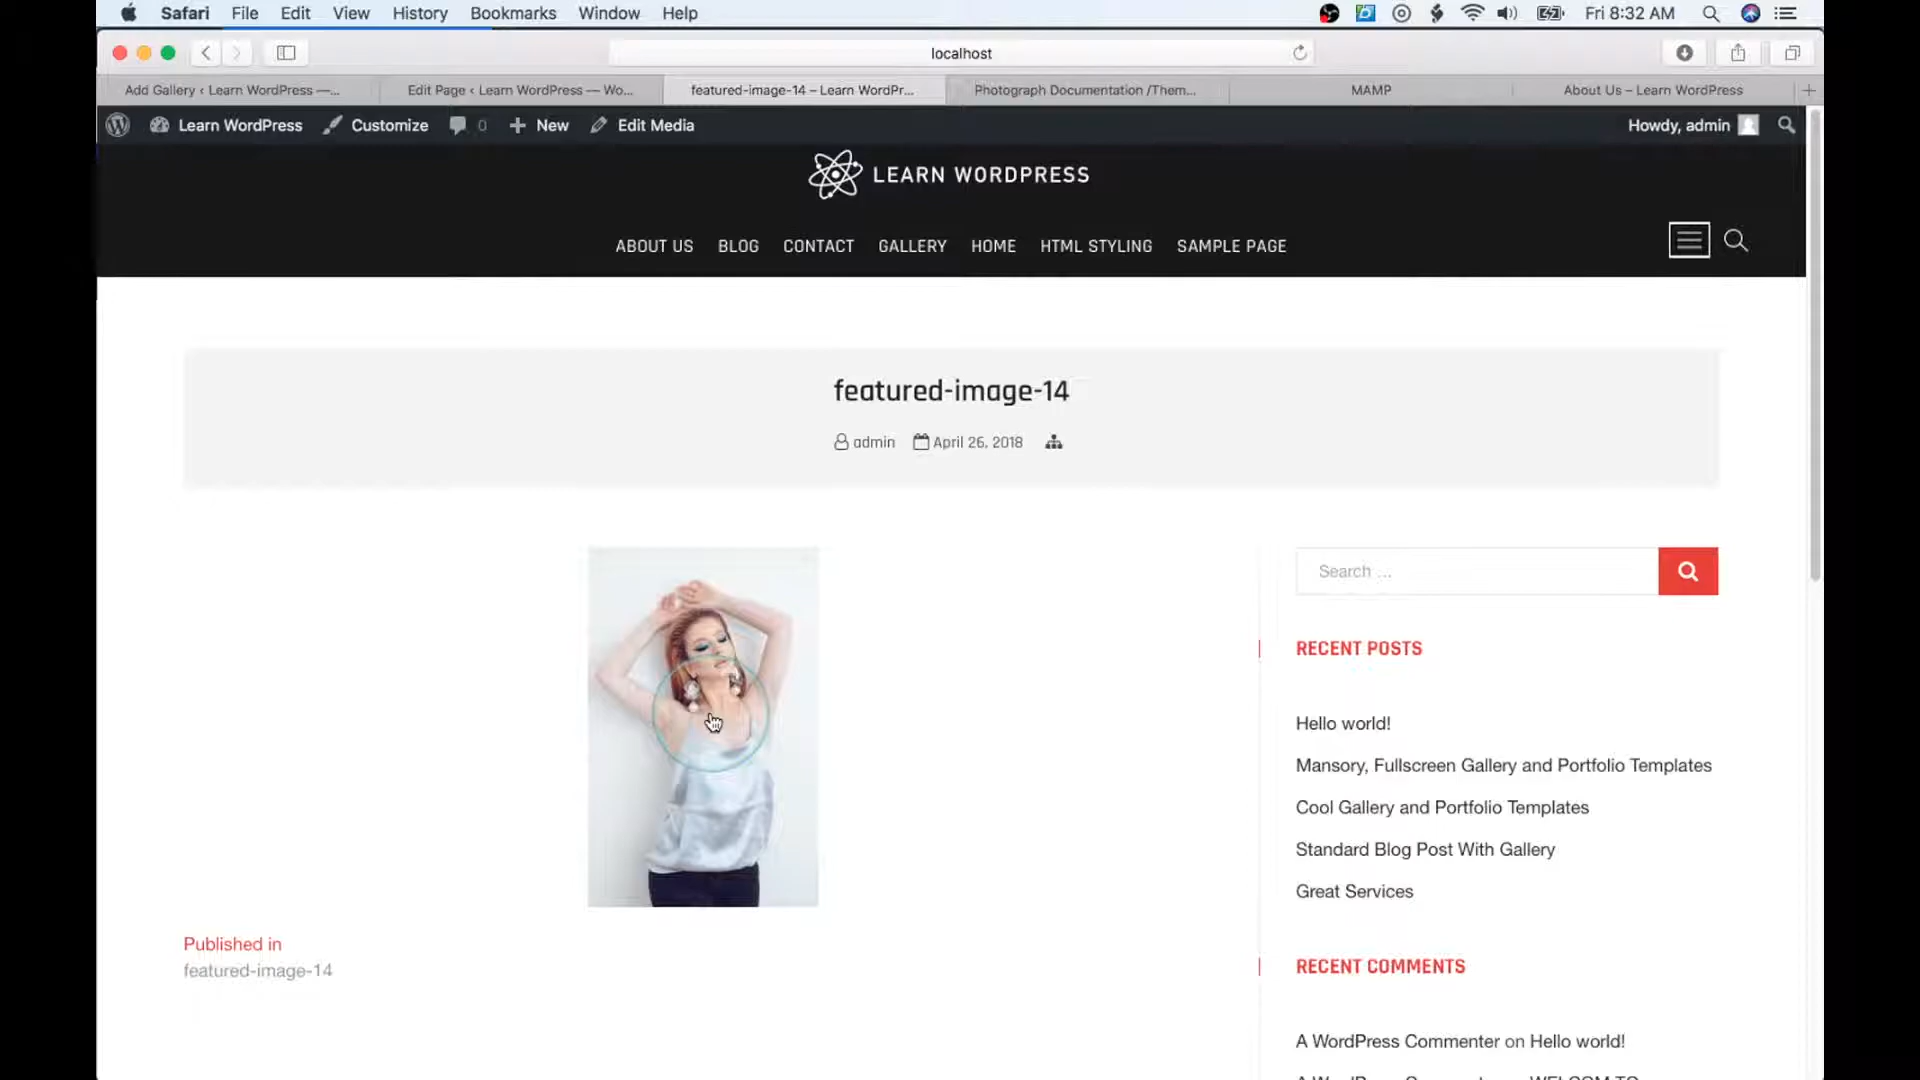 Safari File Edit View History Bookmarks Window Help Fri 8:32 AM
localhost
Add Gallery ‹ Learn WordPress —... Edit Page ‹ Learn WordPress — Wo... featured-image-14 – Learn WordPr... Photograph Documentation /Them... MAMP About Us – Learn WordPress
Learn WordPress Customize 0 New Edit Media Howdy, admin
LEARN WORDPRESS
ABOUT US BLOG CONTACT GALLERY HOME HTML STYLING SAMPLE PAGE
featured-image-14
admin April 26, 2018
Search ...
RECENT POSTS
Hello world!
Mansory, Fullscreen Gallery and Portfolio Templates
Cool Gallery and Portfolio Templates
Standard Blog Post With Gallery
Great Services
Published in
featured-image-14
RECENT COMMENTS
A WordPress Commenter on Hello world!